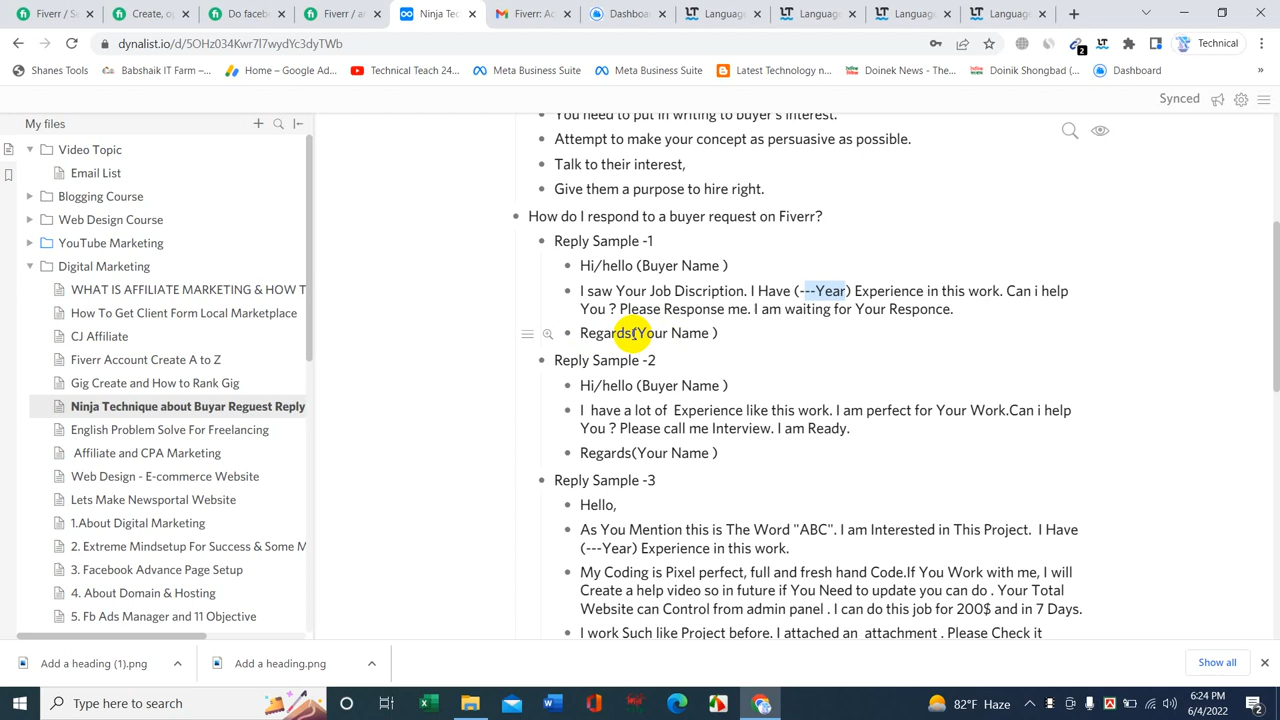 Fiverr / S
Create, op
Do facebo
Fiverr / an
Ninja Tec
Fiverr: Ac
Dashboar
Language
Language
Language
Language
dynalist.io/d/5OHz034Kwr7l7wydYc3dyTWb
2
Technical
Shanes Tools
Babshaik IT Farm –...
Home – Google Ad...
Technical Teach 24...
Meta Business Suite
Meta Business Suite
Latest Technology n...
Doinek News - The...
Doinik Shongbad (...
Dashboard
»
Synced
My files
Video Topic
Email List
Blogging Course
Web Design Course
YouTube Marketing
Digital Marketing
WHAT IS AFFILIATE MARKETING & HOW T
How To Get Client Form Local Marketplace
CJ Affiliate
Fiverr Account Create A to Z
Gig Create and How to Rank Gig
Ninja Technique about Buyar Reguest Reply
English Problem Solve For Freelancing
Affiliate and CPA Marketing
Web Design - E-commerce Website
Lets Make Newsportal Website
1.About Digital Marketing
2. Extreme Mindsetup For Success & Some M
3. Facebook Advance Page Setup
4. About Domain & Hosting
5. Fb Ads Manager and 11 Objective
You need to put in writing to buyer's interest.
Attempt to make your concept as persuasive as possible.
Talk to their interest,
Give them a purpose to hire right.
How do I respond to a buyer request on Fiverr?
Reply Sample -1
Hi/hello (Buyer Name )
I saw Your Job Discription. I Have (---Year) Experience in this work. Can i help
You ? Please Response me. I am waiting for Your Responce.
Regards(Your Name )
Reply Sample -2
Hi/hello (Buyer Name )
I  have a lot of  Experience like this work. I am perfect for Your Work.Can i help
You ? Please call me Interview. I am Ready.
Regards(Your Name )
Reply Sample -3
Hello,
As You Mention this is The Word "ABC". I am Interested in This Project.  I Have
(---Year) Experience in this work.
My Coding is Pixel perfect, full and fresh hand Code.If You Work with me, I will
Create a help video so in future if You Need to update you can do . Your Total
Website can Control from admin panel . I can do this job for 200$ and in 7 Days.
I work Such like Project before. I attached an  attachment . Please Check it
Add a heading (1).png
Add a heading.png
Show all
Type here to search
82°F Haze
6:24 PM
6/4/2022
2